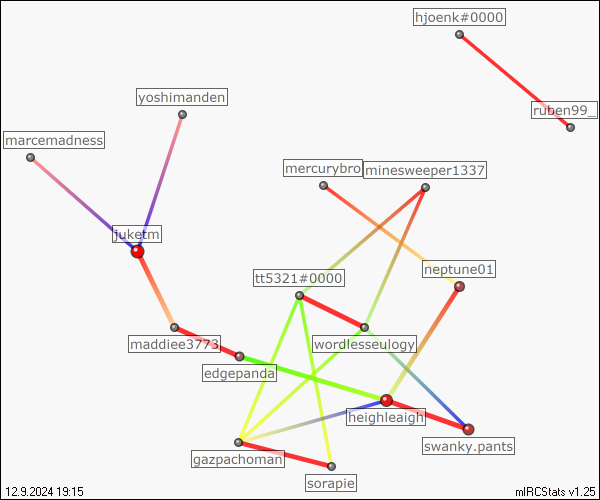 hjoenk#0000
ruben99_
yoshimanden
marcemadness
mercurybro
minesweeper1337
juketm
neptune01
tt5321#0000
maddiee3773
wordlesseulogy
edgepanda
heighleaigh
swanky.pants
gazpachoman
sorapie
12.9.2024 19:15
mIRCStats v1.25